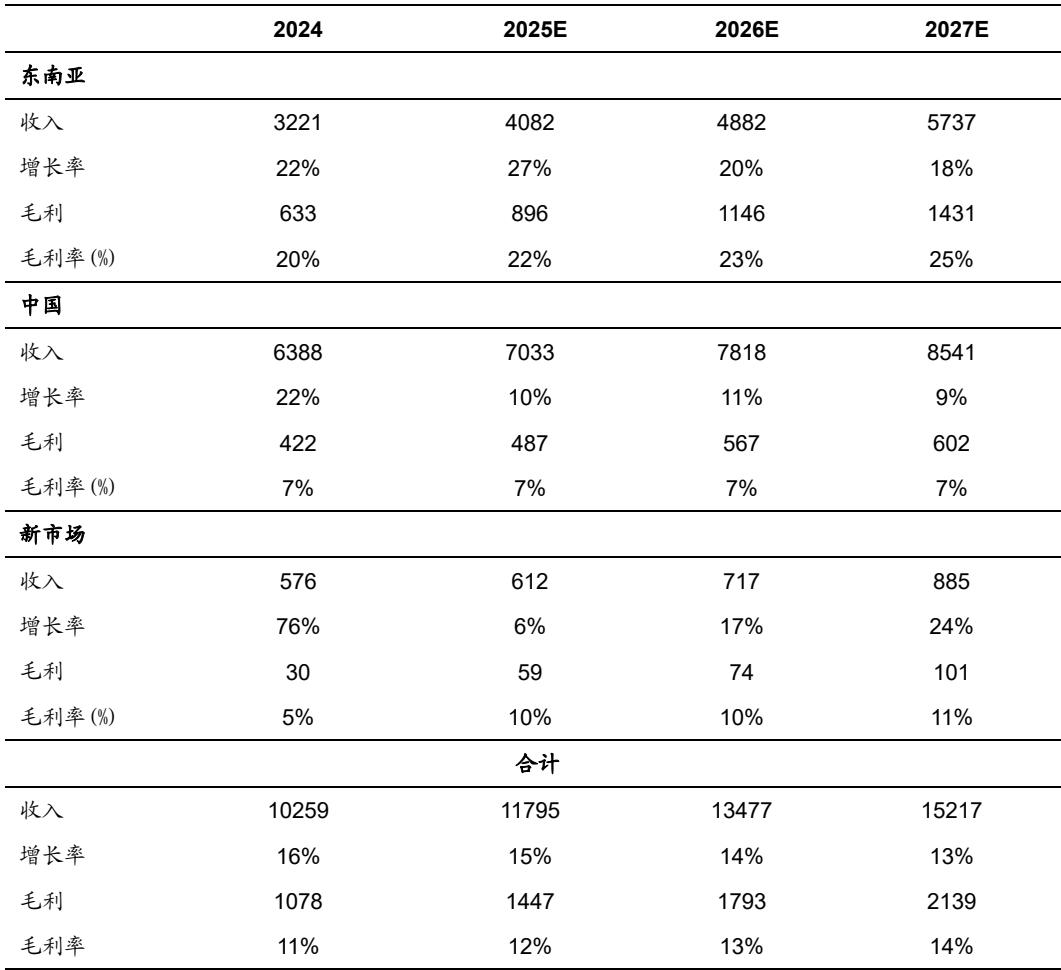 2024 2025E 2026E 2027E
东南亚
收入 3221 4082 4882 5737
增长率 22% 27% 20% 18%
毛利 633 896 1146 1431
毛利率(%) 20% 22% 23% 25%
中国
收入 6388 7033 7818 8541
增长率 22% 10% 11% 9%
毛利 422 487 567 602
毛利率(%) 7% 7% 7% 7%
新市场
收入 576 612 717 885
增长率 76% 6% 17% 24%
毛利 30 59 74 101
毛利率(%) 5% 10% 10% 11%
合计
收入 10259 11795 13477 15217
增长率 16% 15% 14% 13%
毛利 1078 1447 1793 2139
毛利率 11% 12% 13% 14%